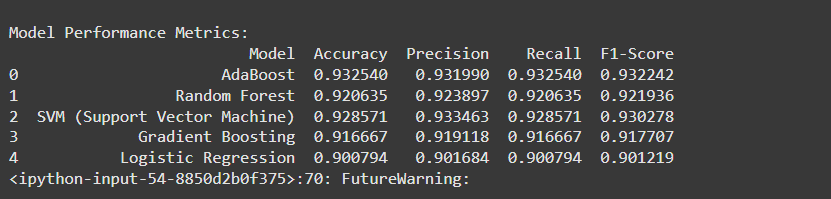 Model Performance Metrics:
Model Accuracy Precision Recall F1-Score
0 AdaBoost 0.932540 0.931990 0.932540 0.932242
1 Random Forest 0.920635 0.923897 0.920635 0.921936
2 SVM (Support Vector Machine) 0.928571 0.933463 0.928571 0.930278
3 Gradient Boosting 0.916667 0.919118 0.916667 0.917707
4 Logistic Regression 0.900794 0.901684 0.900794 0.901219
<ipython-input-54-8850d2b0f375>:70: FutureWarning: